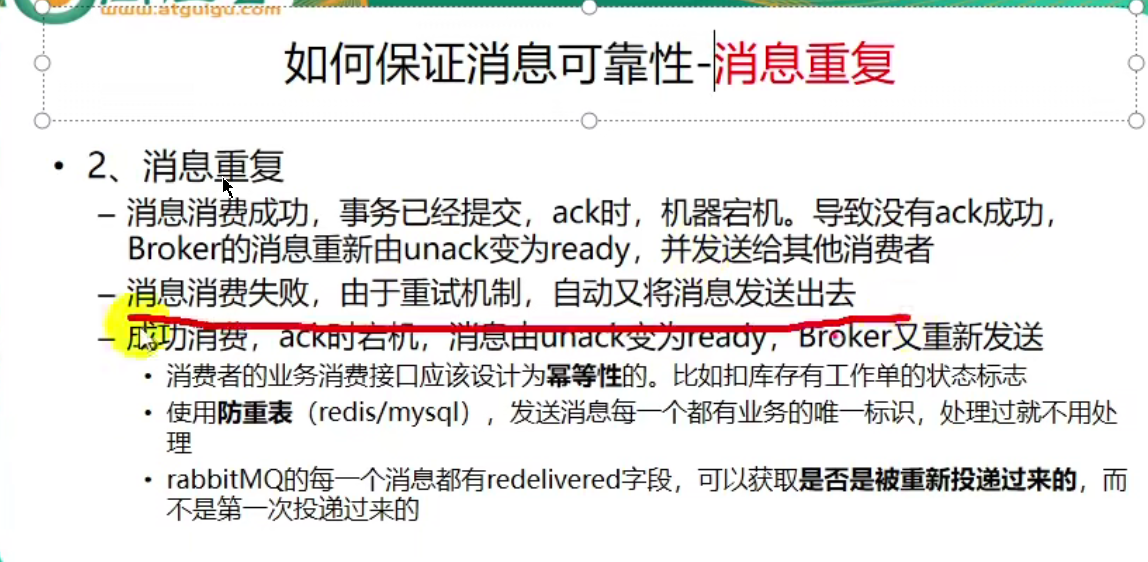 www.atguigu.com
如何保证消息可靠性-消息重复
• 2、消息重复
– 消息消费成功，事务已经提交，ack时，机器宕机。导致没有ack成功，
Broker的消息重新由unack变为ready，并发送给其他消费者
– 消息消费失败，由于重试机制，自动又将消息发送出去
– 成功消费，ack时宕机，消息由unack变为ready，Broker又重新发送
• 消费者的业务消费接口应该设计为幂等性的。比如扣库存有工作单的状态标志
• 使用防重表（redis/mysql），发送消息每一个都有业务的唯一标识，处理过就不用处
理
• rabbitMQ的每一个消息都有redelivered字段，可以获取是否是被重新投递过来的，而
不是第一次投递过来的